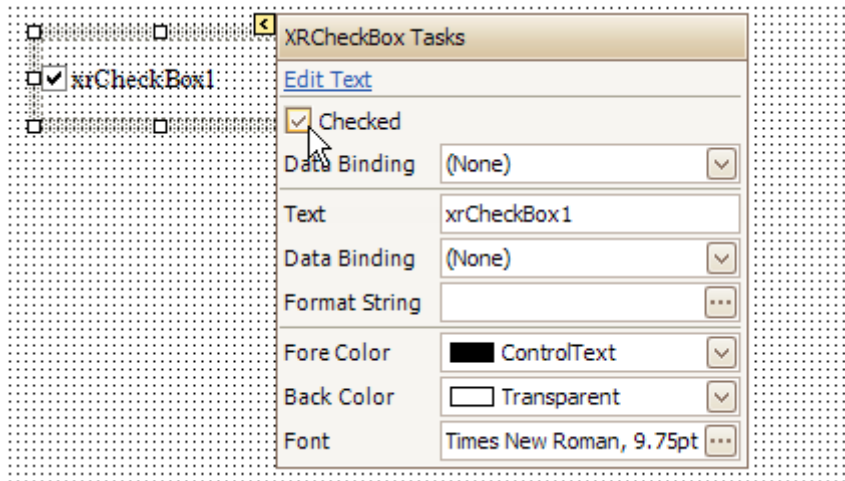 XRCheckBox Tasks
xrCheckBox1
Edit Text
Checked
Data Binding (None)
Text xrCheckBox1
Data Binding (None)
Format String
Fore Color ControlText
Back Color Transparent
Font Times New Roman, 9.75pt